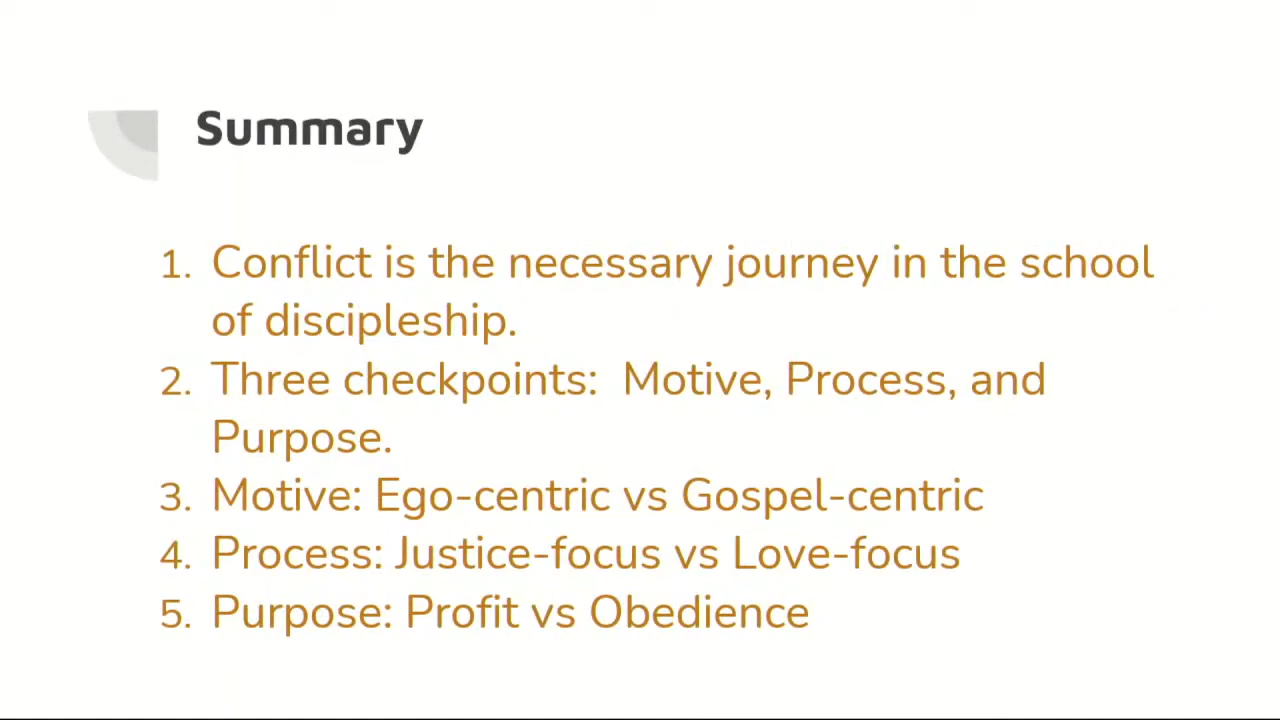 Summary
1. Conflict is the necessary journey in the school
of discipleship.
2. Three checkpoints:  Motive, Process, and
Purpose.
3. Motive: Ego-centric vs Gospel-centric
4. Process: Justice-focus vs Love-focus
5. Purpose: Profit vs Obedience